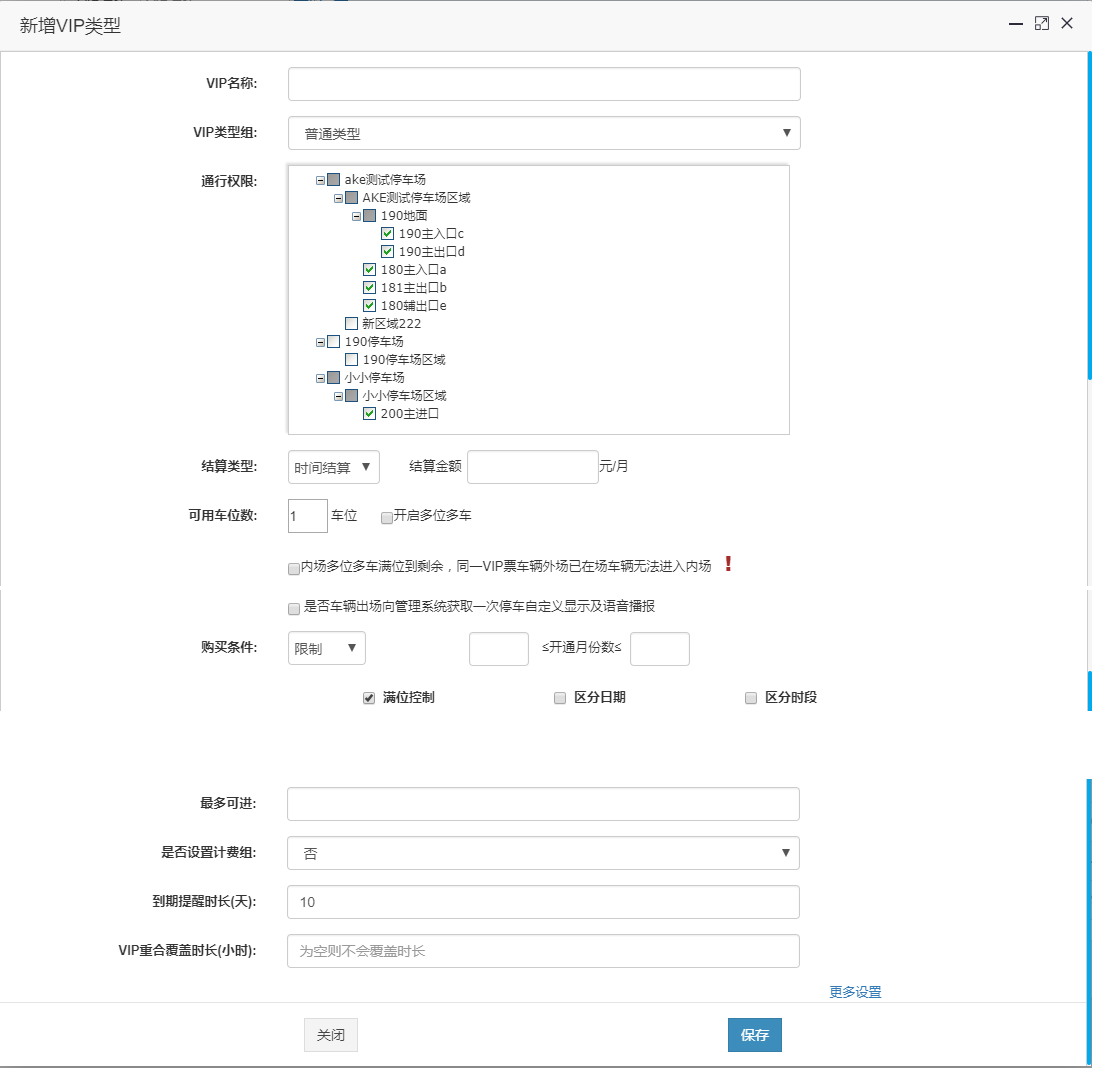 新增VIP类型
VIP名称:
VIP类型组: 普通类型
通行权限:
ake测试停车场
AKE测试停车场区域
190地面
190主入口c
190主出口d
180主入口a
181主出口b
180辅出口e
新区域222
190停车场
190停车场区域
小小停车场
小小停车场区域
200主进口
结算类型: 时间结算 结算金额 元/月
可用车位数: 1 车位 开启多位多车
内场多位多车满位到剩余，同一VIP票车辆外场已在场车辆无法进入内场 !
是否车辆出场向管理系统获取一次停车自定义显示及语音播报
购买条件: 限制 ≤开通月份数≤
满位控制 区分日期 区分时段
最多可进:
是否设置计费组: 否
到期提醒时长(天): 10
VIP重合覆盖时长(小时): 为空则不会覆盖时长
更多设置
关闭 保存